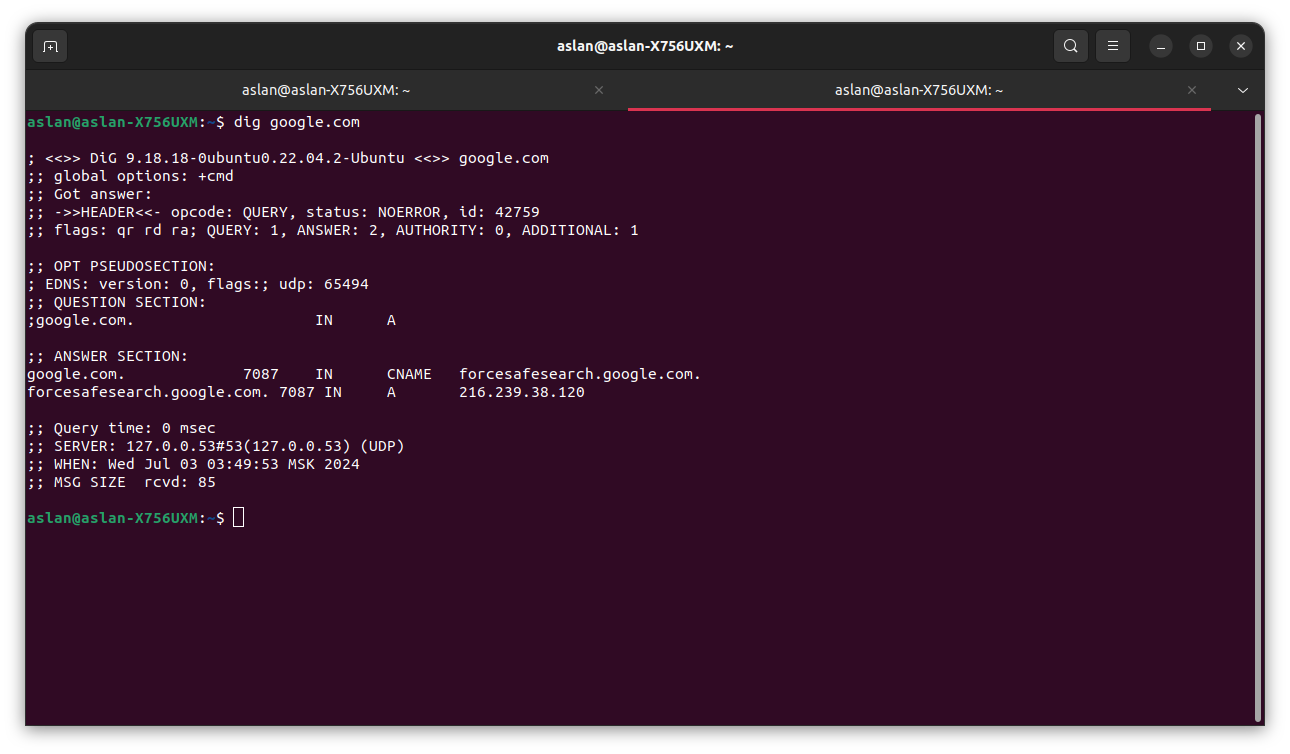 aslan@aslan-X756UXM: ~
aslan@aslan-X756UXM: ~
aslan@aslan-X756UXM: ~
aslan@aslan-X756UXM:~$ dig google.com
; <<>> DiG 9.18.18-0ubuntu0.22.04.2-Ubuntu <<>> google.com
;; global options: +cmd
;; Got answer:
;; ->>HEADER<<- opcode: QUERY, status: NOERROR, id: 42759
;; flags: qr rd ra; QUERY: 1, ANSWER: 2, AUTHORITY: 0, ADDITIONAL: 1
;; OPT PSEUDOSECTION:
; EDNS: version: 0, flags:; udp: 65494
;; QUESTION SECTION:
;google.com. IN A
;; ANSWER SECTION:
google.com. 7087 IN CNAME forcesafesearch.google.com.
forcesafesearch.google.com. 7087 IN A 216.239.38.120
;; Query time: 0 msec
;; SERVER: 127.0.0.53#53(127.0.0.53) (UDP)
;; WHEN: Wed Jul 03 03:49:53 MSK 2024
;; MSG SIZE  rcvd: 85
aslan@aslan-X756UXM:~$